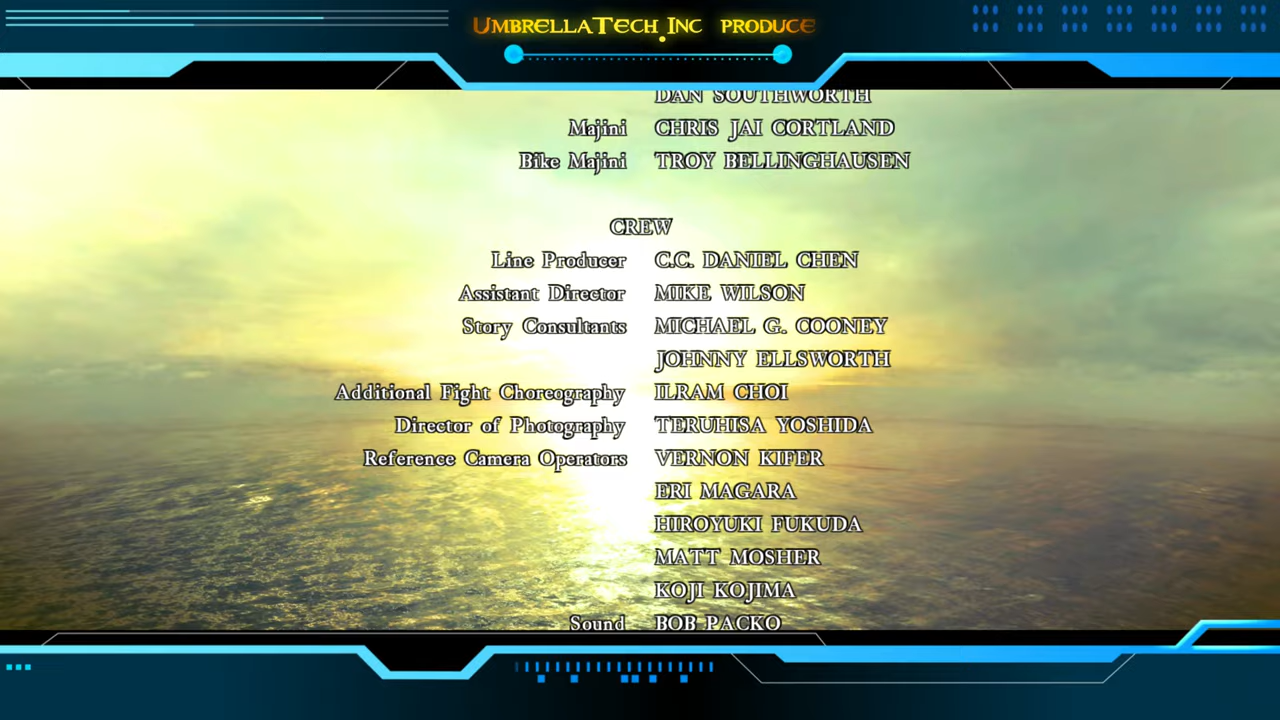 UmbrellaTech.Inc produce
DAN SOUTHWORTH
Majini CHRIS JAI CORTLAND
Bike Majini TROY BELLINGHAUSEN
CREW
Line Producer C.C. DANIEL CHEN
Assistant Director MIKE WILSON
Story Consultants MICHAEL G. COONEY
JOHNNY ELLSWORTH
Additional Fight Choreography ILRAM CHOI
Director of Photography TERUHISA YOSHIDA
Reference Camera Operators VERNON KIFER
ERI MAGARA
HIROYUKI FUKUDA
MATT MOSHER
KOJI KOJIMA
Sound BOB PACKO